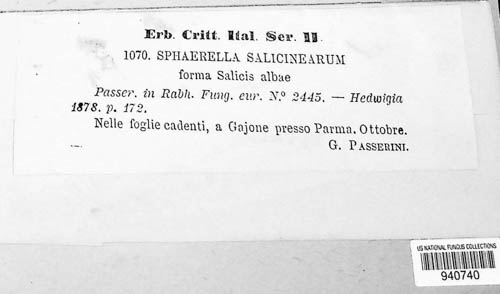 Erb. Critt. Ital. Ser. II.
1070. SPHAERELLA SALICINEARUM
forma Salicis albae
Passer. in Rabh. Fung. eur. N.º 2445. — Hedwigia
1878. p. 172.
Nelle foglie cadenti, a Gajone presso Parma. Ottobre.
G. PASSERINI.
US NATIONAL FUNGUS COLLECTIONS
940740